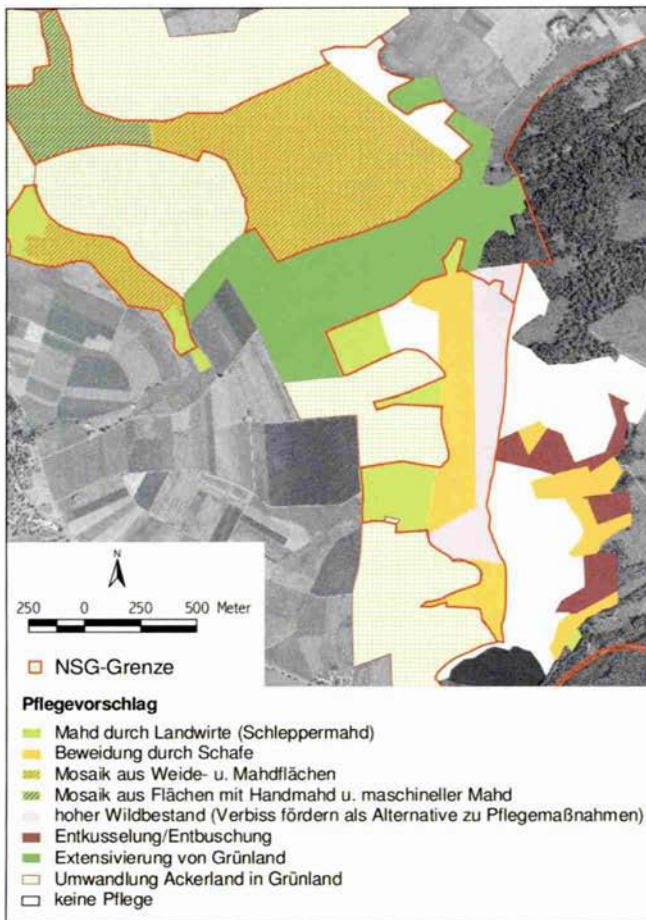 N
250 0 250 500 Meter
NSG-Grenze
Pflegevorschlag
Mahd durch Landwirte (Schleppermahd)
Beweidung durch Schafe
Mosaik aus Weide- u. Mahdflächen
Mosaik aus Flächen mit Handmahd u. maschineller Mahd
hoher Wildbestand (Verbiss fördern als Alternative zu Pflegemaßnahmen)
Entkusselung/Entbuschung
Extensivierung von Grünland
Umwandlung Ackerland in Grünland
keine Pflege